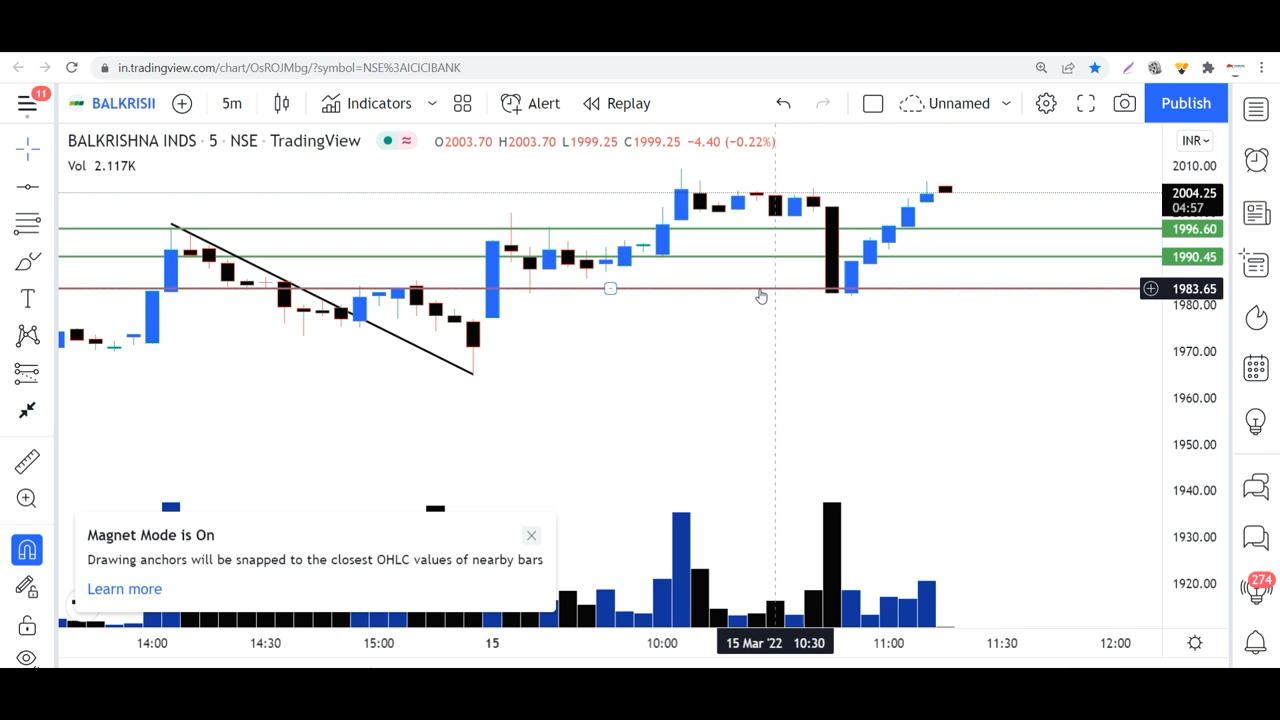 in.tradingview.com/chart/OsROJMbg/?symbol=NSE%3AICICIBANK
11
BALKRISII 5m Indicators Alert Replay Unnamed Publish
BALKRISHNA INDS · 5 · NSE · TradingView O2003.70 H2003.70 L1999.25 C1999.25 −4.40 (−0.22%) INR
Vol 2.117K
2010.00
2004.25
04:57
1996.60
1990.45
1983.65
1980.00
1970.00
1960.00
1950.00
1940.00
1930.00
1920.00
Magnet Mode is On
Drawing anchors will be snapped to the closest OHLC values of nearby bars
Learn more
274
14:00 14:30 15:00 15 10:00 15 Mar '22 10:30 11:00 11:30 12:00